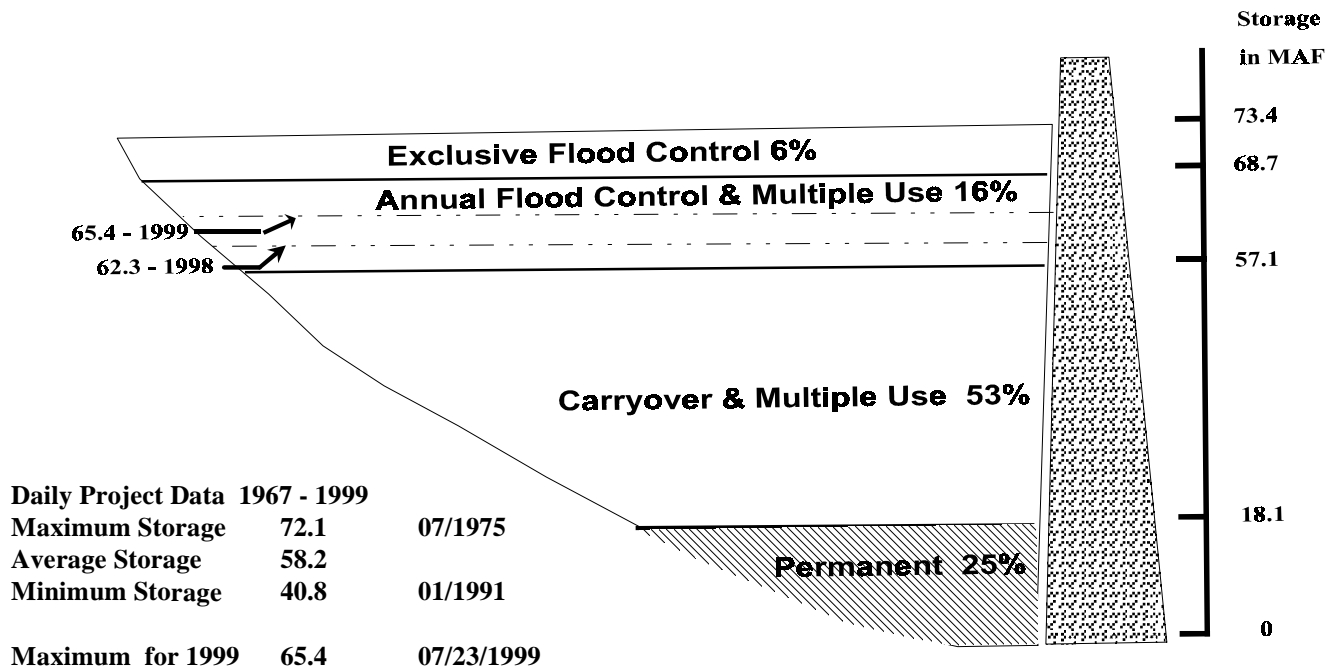 Storage
in MAF
73.4
Exclusive Flood Control 6%
68.7
Annual Flood Control & Multiple Use 16%
65.4 - 1999
62.3 - 1998
57.1
Carryover & Multiple Use 53%
18.1
Permanent 25%
0
Daily Project Data 1967 - 1999
Maximum Storage 72.1 07/1975
Average Storage 58.2
Minimum Storage 40.8 01/1991
Maximum for 1999 65.4 07/23/1999